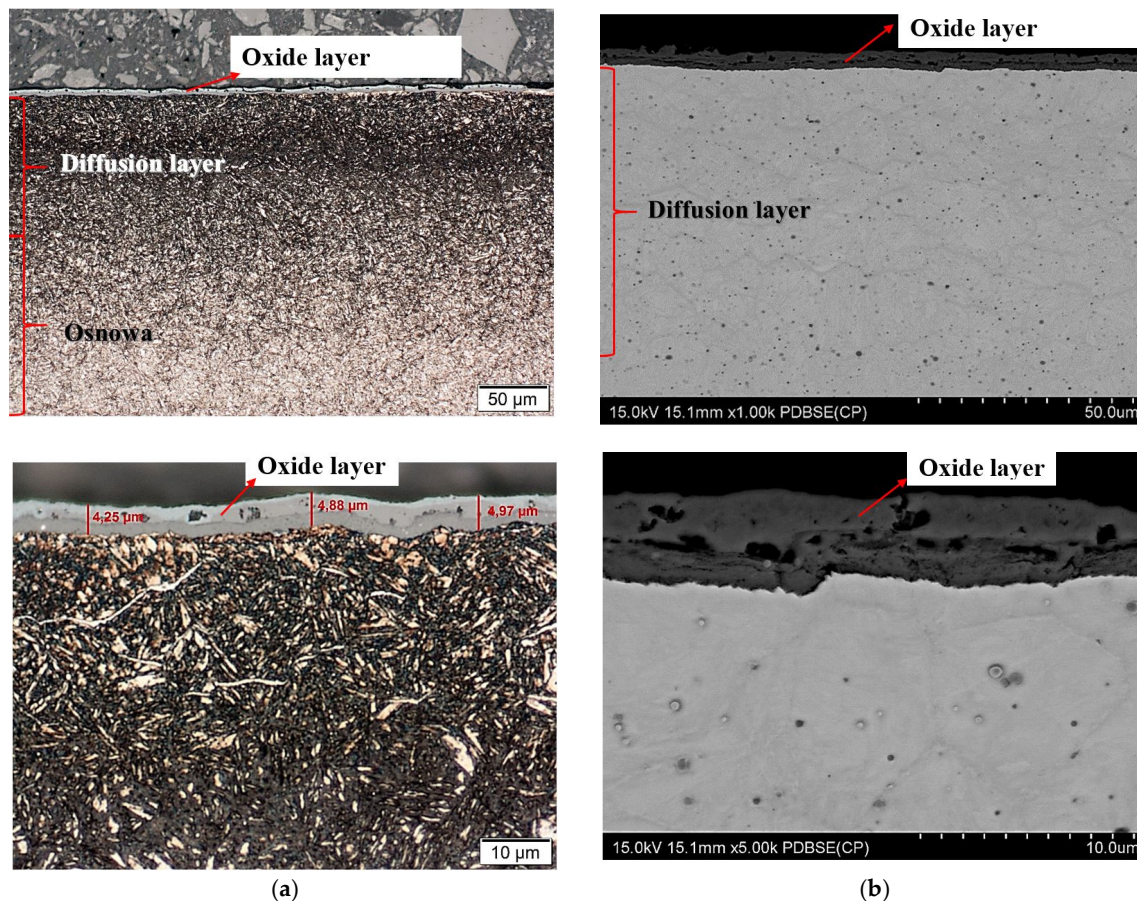 Oxide layer
Diffusion layer
Osnowa
50 µm
Oxide layer
Diffusion layer
15.0kV 15.1mm x1.00k PDBSE(CP)
50.0um
Oxide layer
4,25 µm
4,88 µm
4,97 µm
10 µm
Oxide layer
15.0kV 15.1mm x5.00k PDBSE(CP)
10.0um
(a)
(b)